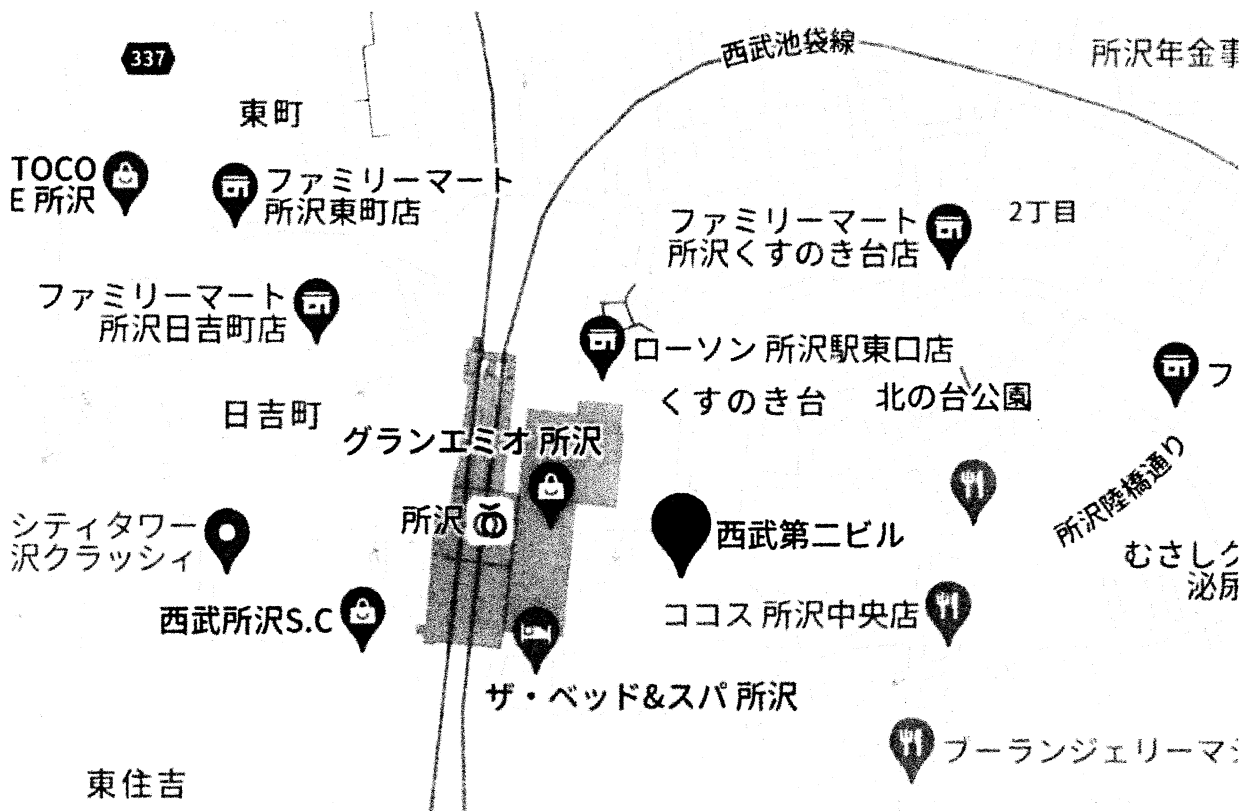 337
西武池袋線
所沢年金事
東町
TOCO
E 所沢
ファミリーマート
所沢東町店
ファミリーマート
所沢くすのき台店
2丁目
ファミリーマート
所沢日吉町店
ローソン 所沢駅東口店
フ
くすのき台
北の台公園
日吉町
グランエミオ 所沢
所沢陸橋通り
シティタワー
沢クラッシィ
所沢
西武第二ビル
むさしク
泌尿
西武所沢S.C
ココス 所沢中央店
ザ・ベッド&スパ 所沢
ブーランジェリーマシ
東住吉